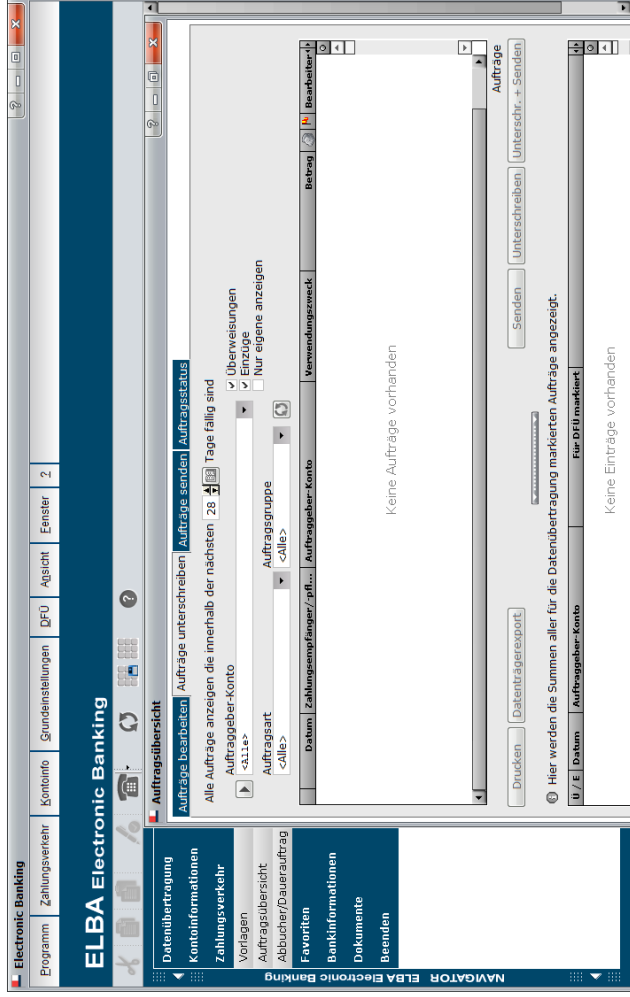 Electronic Banking
Programm Zahlungsverkehr Kontoinfo Grundeinstellungen DFÜ Ansicht Fenster ?
ELBA Electronic Banking
NAVIGATOR ELBA Electronic Banking
Datenübertragung
Kontoinformationen
Zahlungsverkehr
Vorlagen
Auftragsübersicht
Abbucher/Dauerauftrag
Favoriten
Bankinformationen
Dokumente
Beenden
Auftragsübersicht
Aufträge bearbeiten Aufträge unterschreiben Aufträge senden Auftragsstatus
Alle Aufträge anzeigen die innerhalb der nächsten 28 Tage fällig sind
Auftraggeber-Konto
<Alle>
Überweisungen
Einzüge
Nur eigene anzeigen
Auftragsart Auftragsgruppe
<Alle> <Alle>
Datum Zahlungsempfänger/-pfl... Auftraggeber-Konto Verwendungszweck Betrag Bearbeiter
Keine Aufträge vorhanden
Aufträge
Drucken Datenträgerexport Senden Unterschreiben Unterschr. + Senden
Hier werden die Summen aller für die Datenübertragung markierten Aufträge angezeigt.
Ü / E Datum Auftraggeber-Konto Für DFÜ markiert
Keine Einträge vorhanden